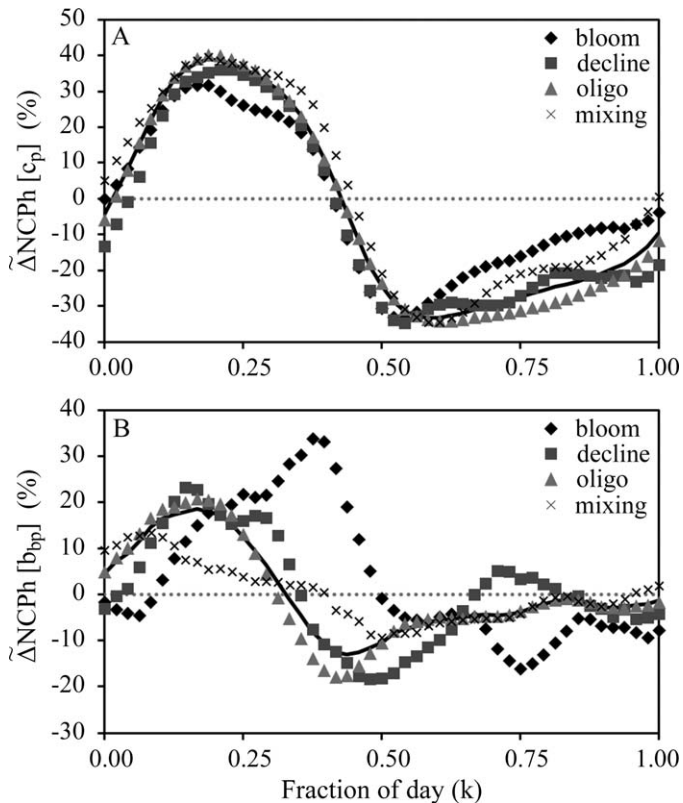 A
bloom
decline
oligo
mixing
Δ̃NCPh [cp] (%)
50
40
30
20
10
0
-10
-20
-30
-40
0.00
0.25
0.50
0.75
1.00
B
bloom
decline
oligo
mixing
Δ̃NCPh [bbp] (%)
40
30
20
10
0
-10
-20
-30
0.00
0.25
0.50
0.75
1.00
Fraction of day (k)